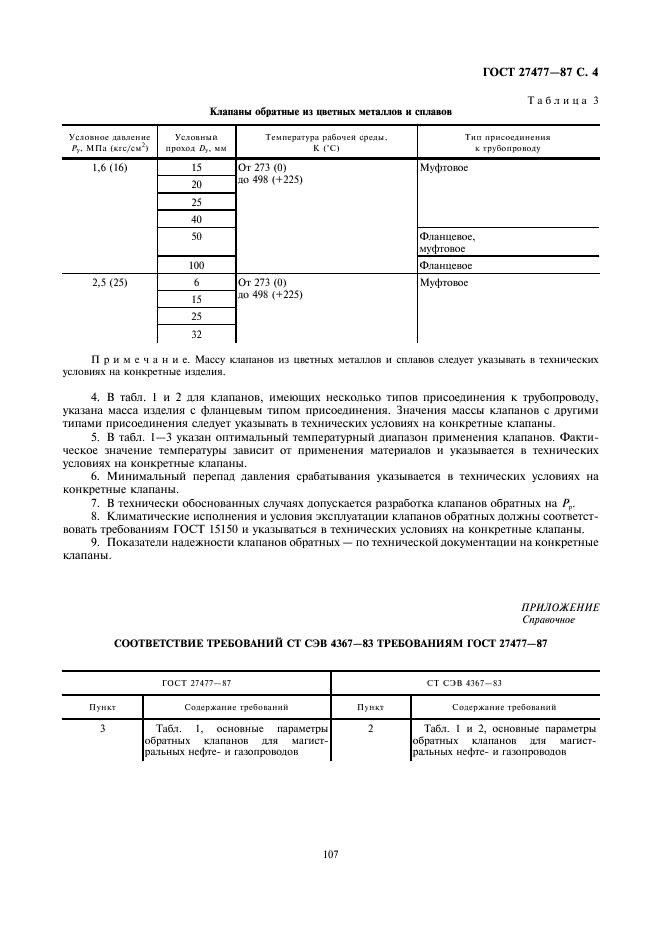 ГОСТ 27477—87 С. 4
Таблица 3
Клапаны обратные из цветных металлов и сплавов
Условное давление Pу, МПа (кгс/см²)
Условный проход Dу, мм
Температура рабочей среды, К (°С)
Тип присоединения к трубопроводу
1,6 (16)
15
От 273 (0)
до 498 (+225)
Муфтовое
20
25
40
50
Фланцевое,
муфтовое
100
Фланцевое
2,5 (25)
6
От 273 (0)
до 498 (+225)
Муфтовое
15
25
32
Примечание. Массу клапанов из цветных металлов и сплавов следует указывать в технических
условиях на конкретные изделия.
4. В табл. 1 и 2 для клапанов, имеющих несколько типов присоединения к трубопроводу,
указана масса изделия с фланцевым типом присоединения. Значения массы клапанов с другими
типами присоединения следует указывать в технических условиях на конкретные клапаны.
5. В табл. 1—3 указан оптимальный температурный диапазон применения клапанов. Факти-
ческое значение температуры зависит от применения материалов и указывается в технических
условиях на конкретные клапаны.
6. Минимальный перепад давления срабатывания указывается в технических условиях на
конкретные клапаны.
7. В технически обоснованных случаях допускается разработка клапанов обратных на Pр.
8. Климатические исполнения и условия эксплуатации клапанов обратных должны соответст-
вовать требованиям ГОСТ 15150 и указываться в технических условиях на конкретные клапаны.
9. Показатели надежности клапанов обратных — по технической документации на конкретные
клапаны.
ПРИЛОЖЕНИЕ
Справочное
СООТВЕТСТВИЕ ТРЕБОВАНИЙ СТ СЭВ 4367—83 ТРЕБОВАНИЯМ ГОСТ 27477—87
ГОСТ 27477—87
СТ СЭВ 4367—83
Пункт
Содержание требований
Пункт
Содержание требований
3
Табл. 1, основные параметры
обратных клапанов для магист-
ральных нефте- и газопроводов
2
Табл. 1 и 2, основные параметры
обратных клапанов для магист-
ральных нефте- и газопроводов
107